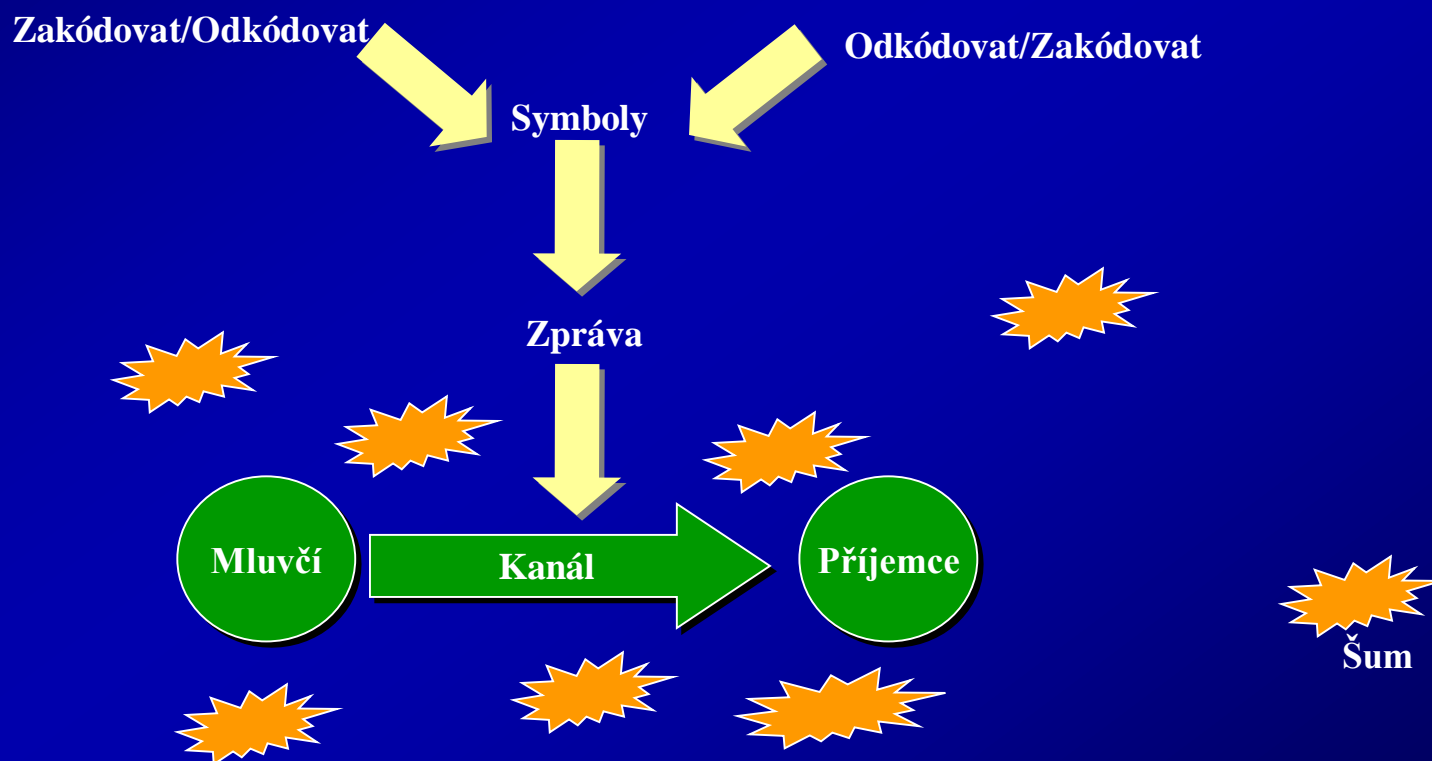 Zakódovat/Odkódovat
Odkódovat/Zakódovat
Symboly
Zpráva
Mluvčí
Kanál
Příjemce
Šum